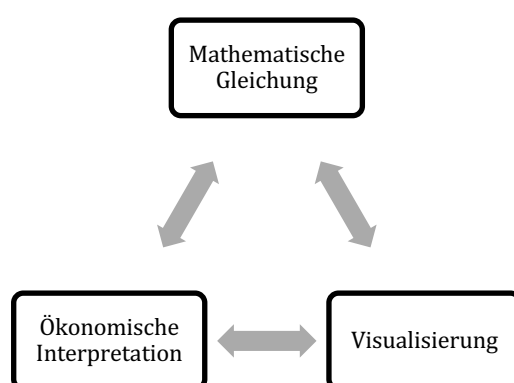 Mathematische
Gleichung
Ökonomische
Interpretation
Visualisierung